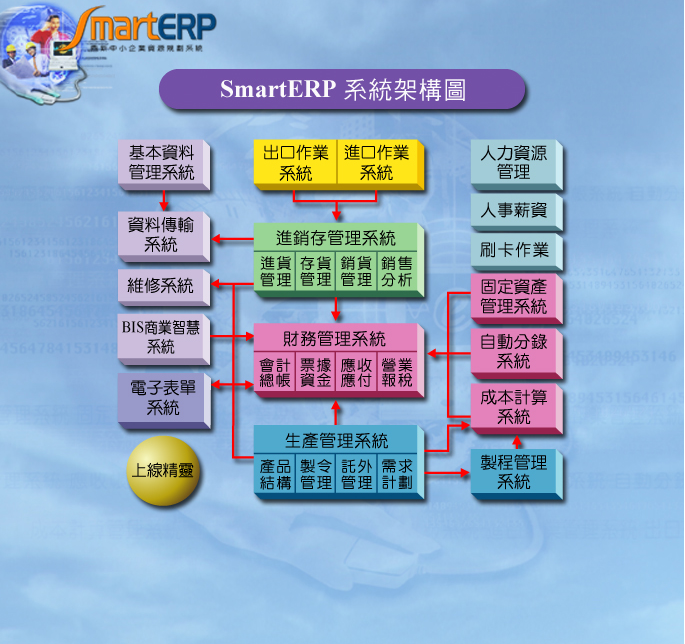 SmartERP
鼎新中小企業資源規劃系統
SmartERP 系統架構圖
基本資料
管理系統
出口作業
系統
進口作業
系統
人力資源
管理
資料傳輸
系統
進銷存管理系統
進貨
管理
存貨
管理
銷貨
管理
銷售
分析
人事薪資
刷卡作業
維修系統
固定資產
管理系統
BIS商業智慧
系統
財務管理系統
會計
總帳
票據
資金
應收
應付
營業
報稅
自動分錄
系統
電子表單
系統
成本計算
系統
生產管理系統
產品
結構
製令
管理
託外
管理
需求
計劃
製程管理
系統
上線精靈